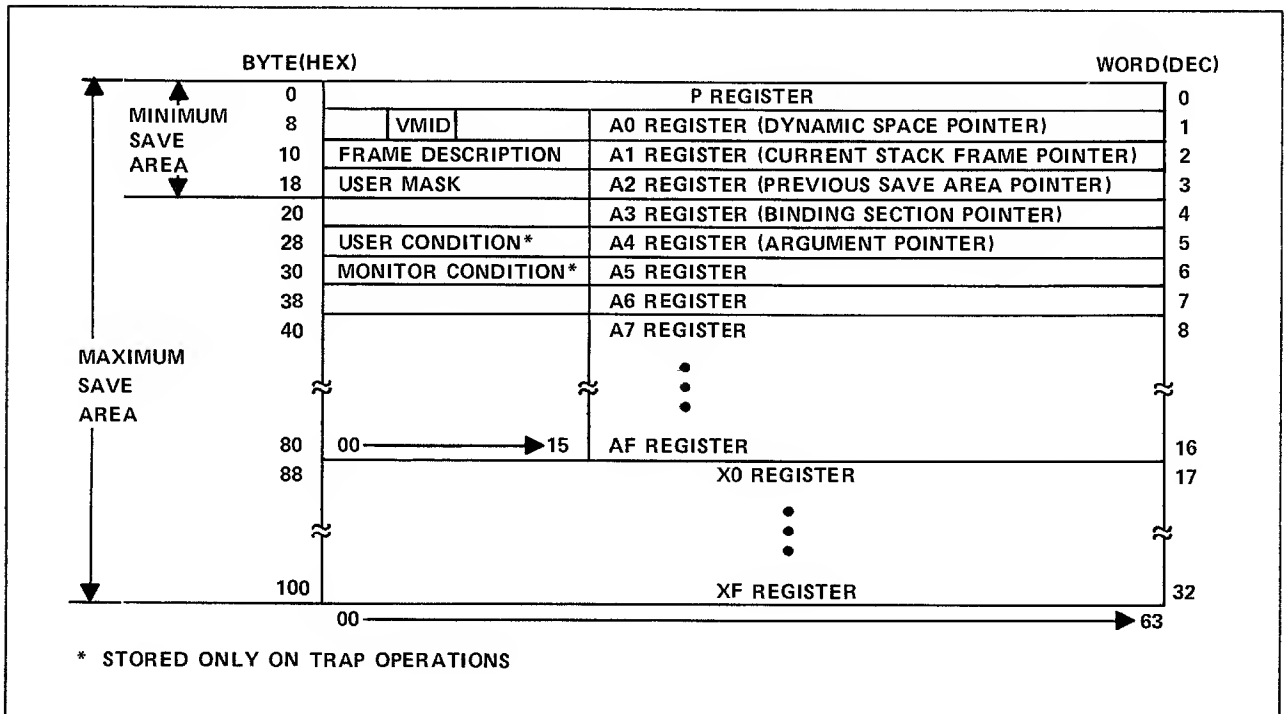 BYTE(HEX) WORD(DEC)
0 P REGISTER 0
MINIMUM SAVE AREA
8 VMID A0 REGISTER (DYNAMIC SPACE POINTER) 1
10 FRAME DESCRIPTION A1 REGISTER (CURRENT STACK FRAME POINTER) 2
18 USER MASK A2 REGISTER (PREVIOUS SAVE AREA POINTER) 3
20 A3 REGISTER (BINDING SECTION POINTER) 4
28 USER CONDITION* A4 REGISTER (ARGUMENT POINTER) 5
30 MONITOR CONDITION* A5 REGISTER 6
38 A6 REGISTER 7
40 A7 REGISTER 8
MAXIMUM SAVE AREA
80 00 15 AF REGISTER 16
88 X0 REGISTER 17
100 XF REGISTER 32
00 63
* STORED ONLY ON TRAP OPERATIONS